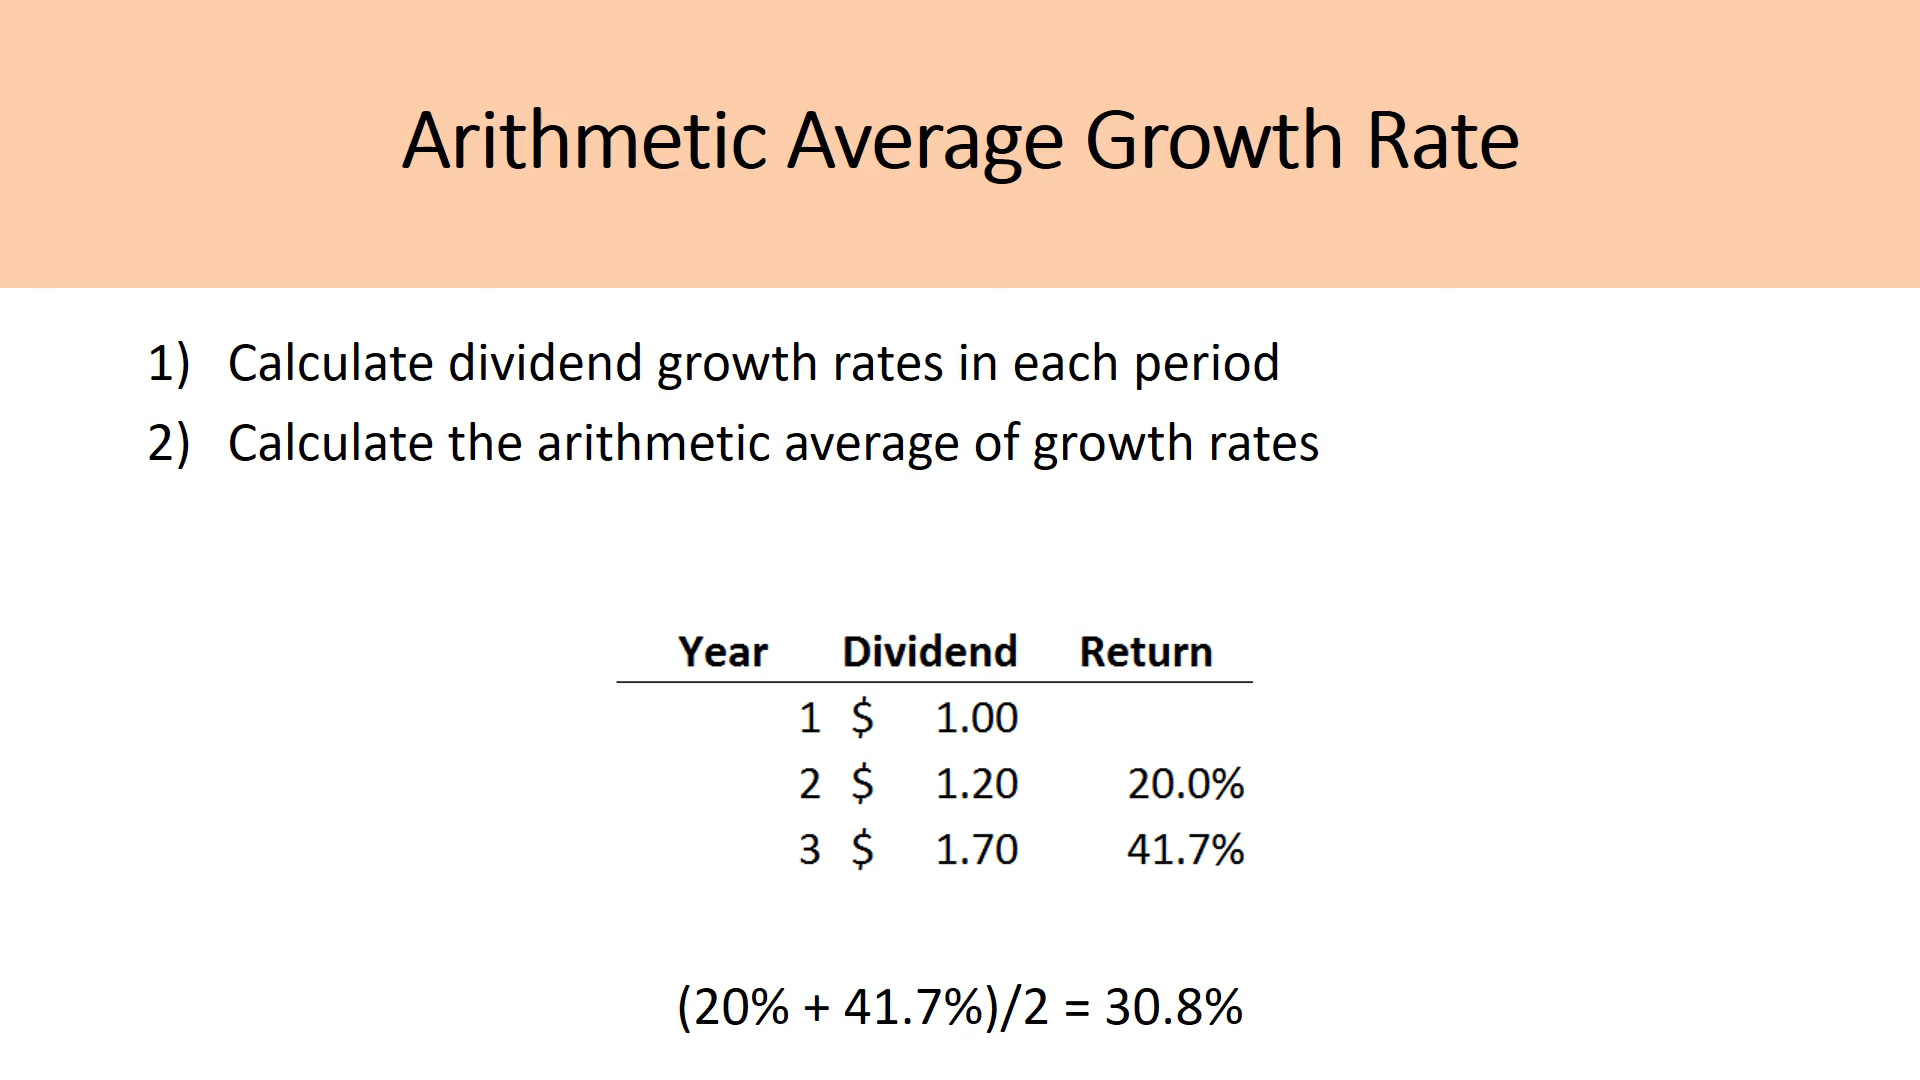 Arithmetic Average Growth Rate
1) Calculate dividend growth rates in each period
2) Calculate the arithmetic average of growth rates
Year Dividend Return
1 $ 1.00
2 $ 1.20 20.0%
3 $ 1.70 41.7%
(20% + 41.7%)/2 = 30.8%